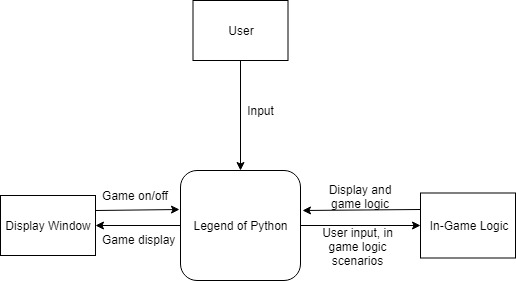 User
Input
Game on/off
Display and
game logic
Display Window
Legend of Python
In-Game Logic
Game display
User input, in
game logic
scenarios